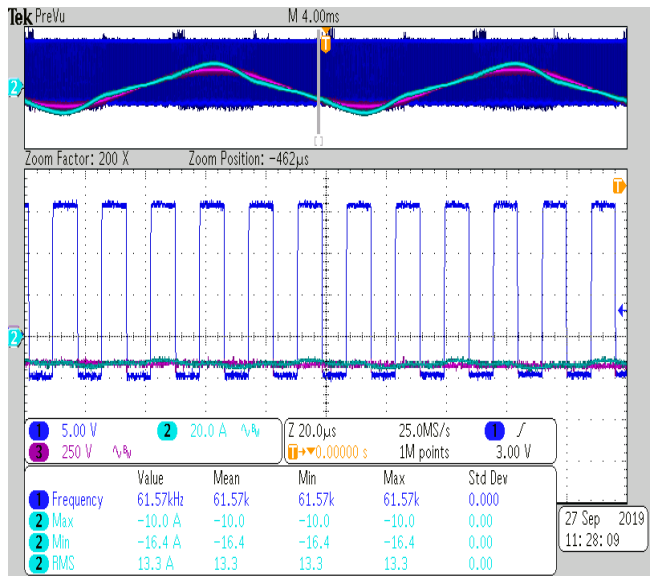 Tek PreVu M 4.00ms
T
2
Zoom Factor: 200 X Zoom Position: -462µs
T
2
1 5.00 V 2 20.0 A
3 250 V
Z 20.0µs 25.0MS/s 1
T→▼0.00000 s 1M points 3.00 V
Value Mean Min Max Std Dev
1 Frequency 61.57kHz 61.57k 61.57k 61.57k 0.000
2 Max -10.0 A -10.0 -10.0 -10.0 0.00
2 Min -16.4 A -16.4 -16.4 -16.4 0.00
2 RMS 13.3 A 13.3 13.3 13.3 0.00
27 Sep 2019
11:28:09